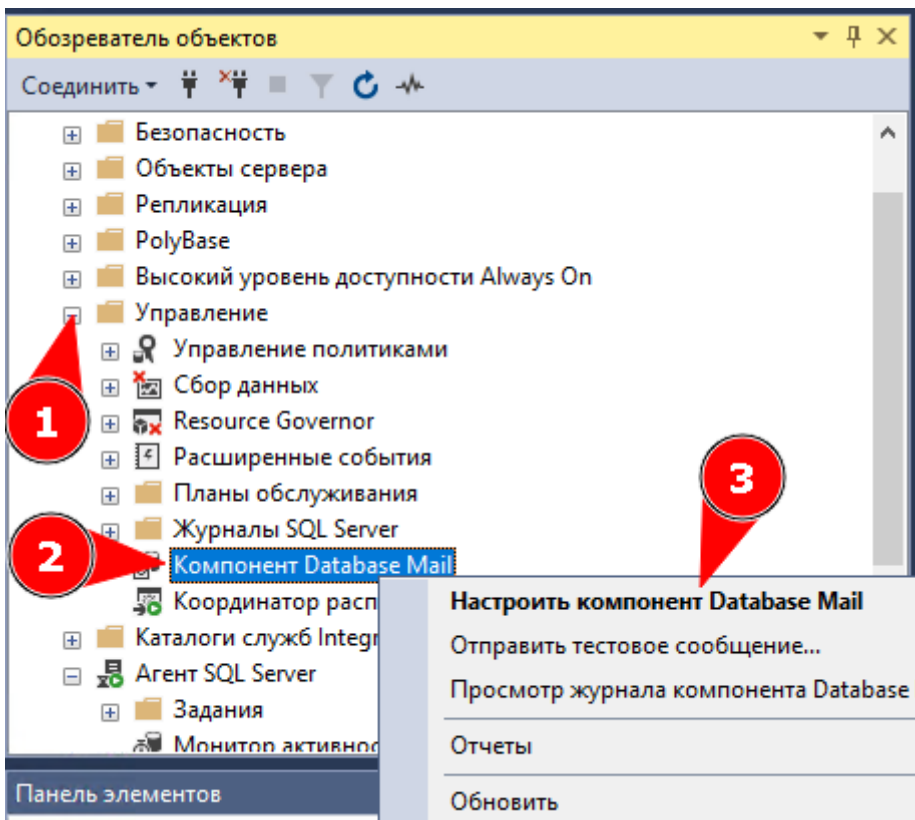 Обозреватель объектов
Соединить
Безопасность
Объекты сервера
Репликация
PolyBase
Высокий уровень доступности Always On
Управление
Управление политиками
1
Сбор данных
Resource Governor
Расширенные события
3
Планы обслуживания
Журналы SQL Server
2
Компонент Database Mail
Координатор расп
Каталоги служб Integr
Агент SQL Server
Задания
Монитор активнос
Настроить компонент Database Mail
Отправить тестовое сообщение...
Просмотр журнала компонента Database
Отчеты
Обновить
Панель элементов